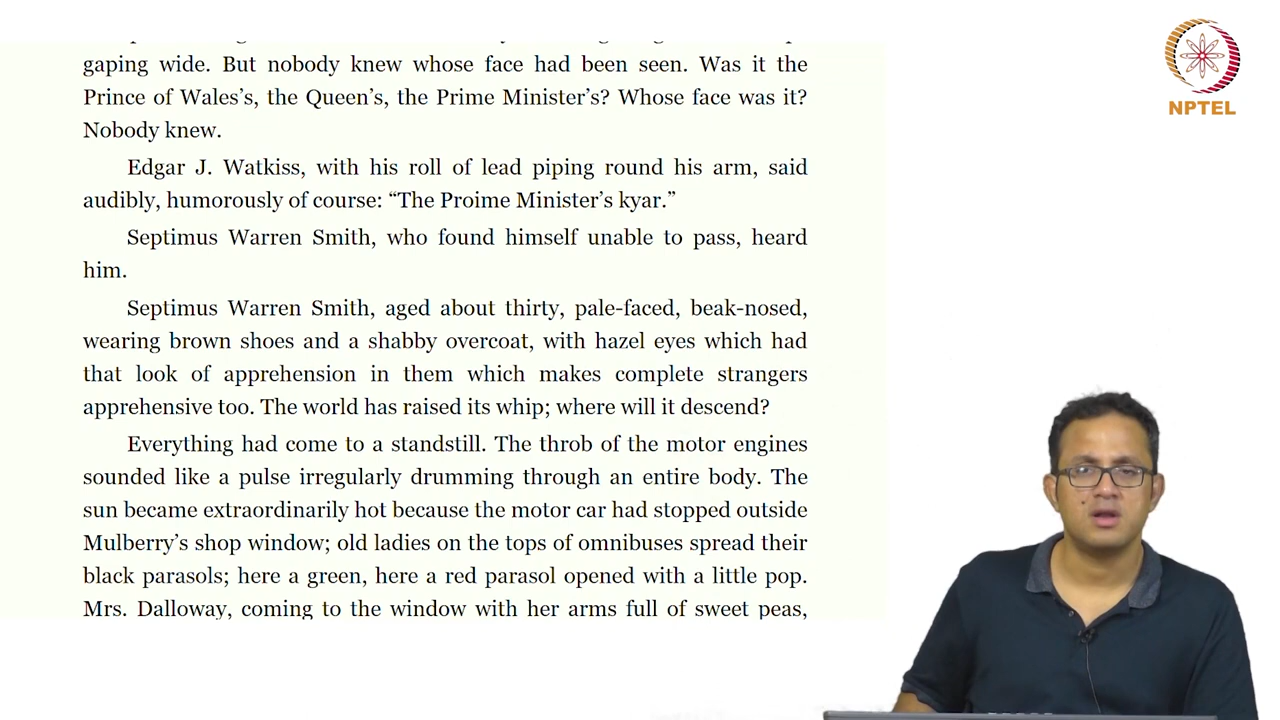 gaping wide. But nobody knew whose face had been seen. Was it the
Prince of Wales’s, the Queen’s, the Prime Minister’s? Whose face was it?
Nobody knew.
Edgar J. Watkiss, with his roll of lead piping round his arm, said
audibly, humorously of course: “The Proime Minister’s kyar.”
Septimus Warren Smith, who found himself unable to pass, heard
him.
Septimus Warren Smith, aged about thirty, pale-faced, beak-nosed,
wearing brown shoes and a shabby overcoat, with hazel eyes which had
that look of apprehension in them which makes complete strangers
apprehensive too. The world has raised its whip; where will it descend?
Everything had come to a standstill. The throb of the motor engines
sounded like a pulse irregularly drumming through an entire body. The
sun became extraordinarily hot because the motor car had stopped outside
Mulberry’s shop window; old ladies on the tops of omnibuses spread their
black parasols; here a green, here a red parasol opened with a little pop.
Mrs. Dalloway, coming to the window with her arms full of sweet peas,
NPTEL